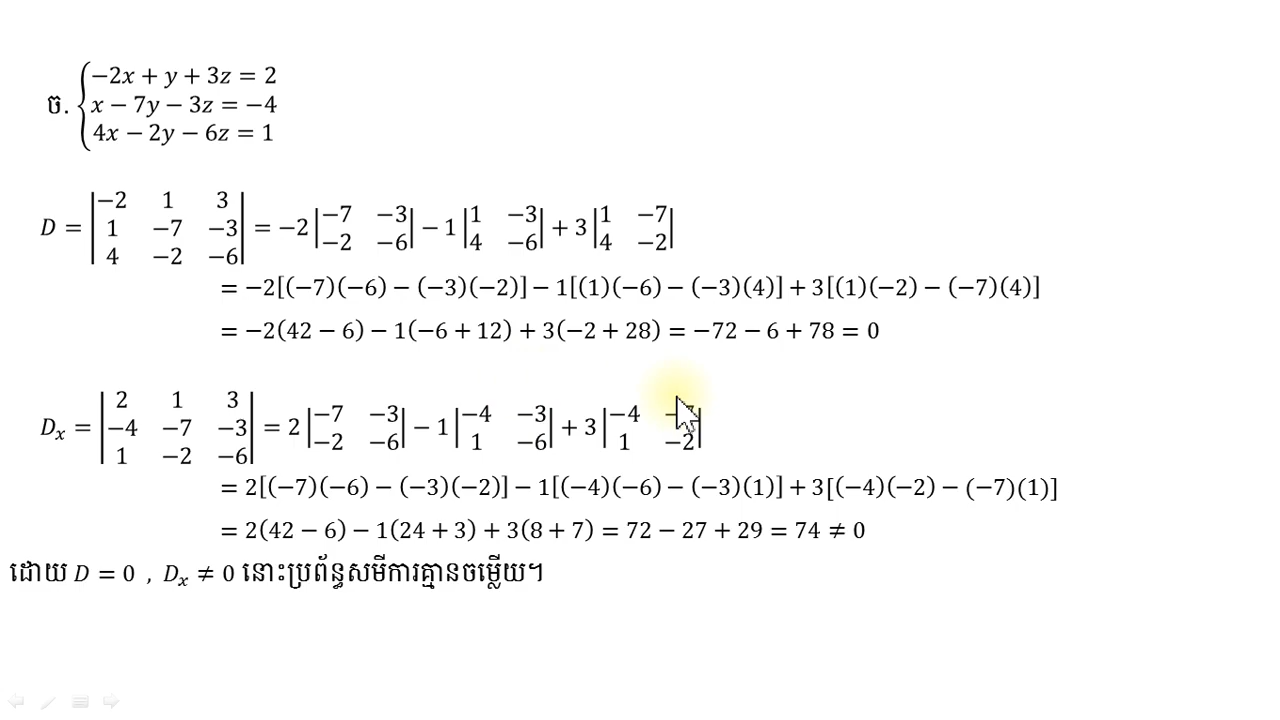 ច. { −2x + y + 3z = 2
x − 7y − 3z = −4
4x − 2y − 6z = 1
D = |−2 1 3; 1 −7 −3; 4 −2 −6| = −2 |−7 −3; −2 −6| − 1 |1 −3; 4 −6| + 3 |1 −7; 4 −2|
= −2[(−7)(−6) − (−3)(−2)] − 1[(1)(−6) − (−3)(4)] + 3[(1)(−2) − (−7)(4)]
= −2(42 − 6) − 1(−6 + 12) + 3(−2 + 28) = −72 − 6 + 78 = 0
Dₓ = |2 1 3; −4 −7 −3; 1 −2 −6| = 2 |−7 −3; −2 −6| − 1 |−4 −3; 1 −6| + 3 |−4 −7; 1 −2|
= 2[(−7)(−6) − (−3)(−2)] − 1[(−4)(−6) − (−3)(1)] + 3[(−4)(−2) − (−7)(1)]
= 2(42 − 6) − 1(24 + 3) + 3(8 + 7) = 72 − 27 + 29 = 74 ≠ 0
ដោយ D = 0 , Dₓ ≠ 0 នោះប្រព័ន្ធសមីការគ្មានចម្លើយ។